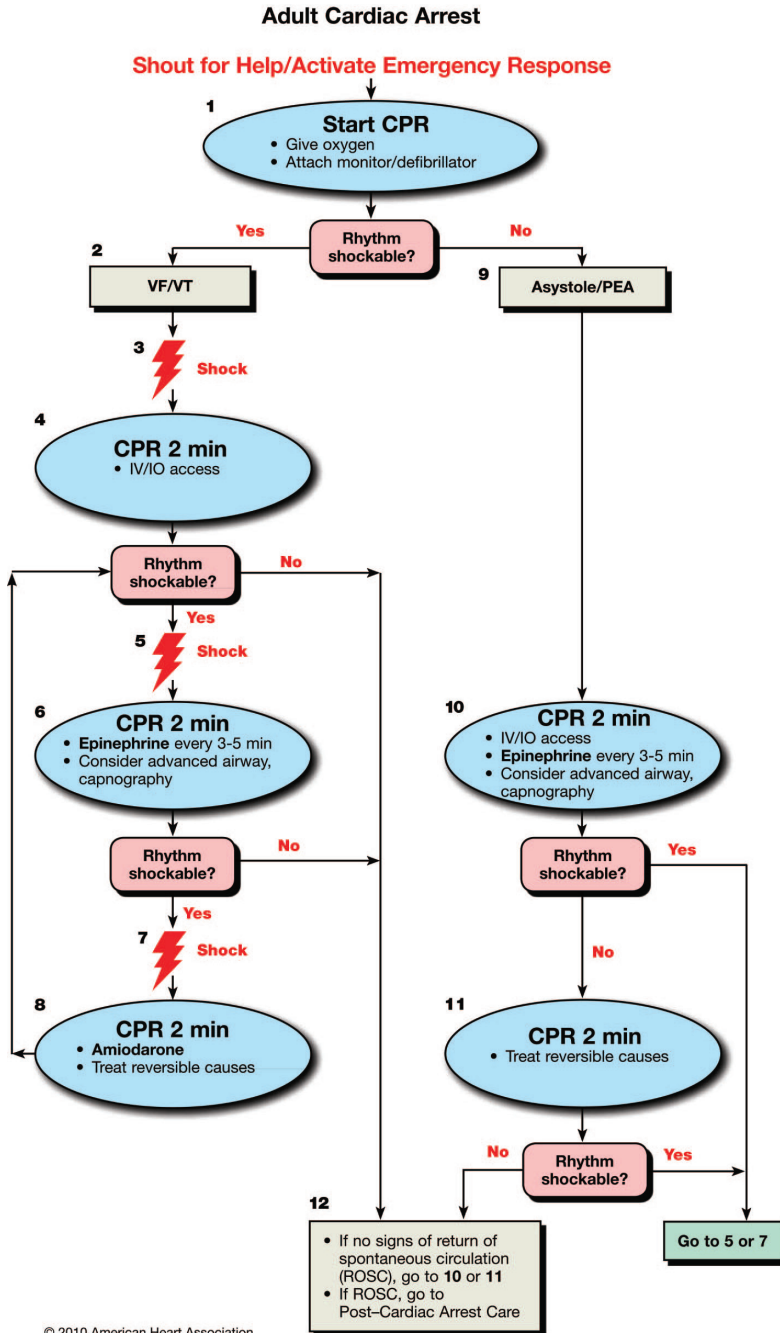 Adult Cardiac Arrest
Shout for Help/Activate Emergency Response
1
Start CPR
• Give oxygen
• Attach monitor/defibrillator
Rhythm
shockable?
Yes
No
2
VF/VT
9
Asystole/PEA
3
Shock
4
CPR 2 min
• IV/IO access
Rhythm
shockable?
No
Yes
5
Shock
6
CPR 2 min
• Epinephrine every 3-5 min
• Consider advanced airway,
capnography
Rhythm
shockable?
No
Yes
7
Shock
8
CPR 2 min
• Amiodarone
• Treat reversible causes
10
CPR 2 min
• IV/IO access
• Epinephrine every 3-5 min
• Consider advanced airway,
capnography
Rhythm
shockable?
Yes
No
11
CPR 2 min
• Treat reversible causes
Rhythm
shockable?
No
Yes
12
• If no signs of return of
spontaneous circulation
(ROSC), go to 10 or 11
• If ROSC, go to
Post–Cardiac Arrest Care
Go to 5 or 7
© 2010 American Heart Association